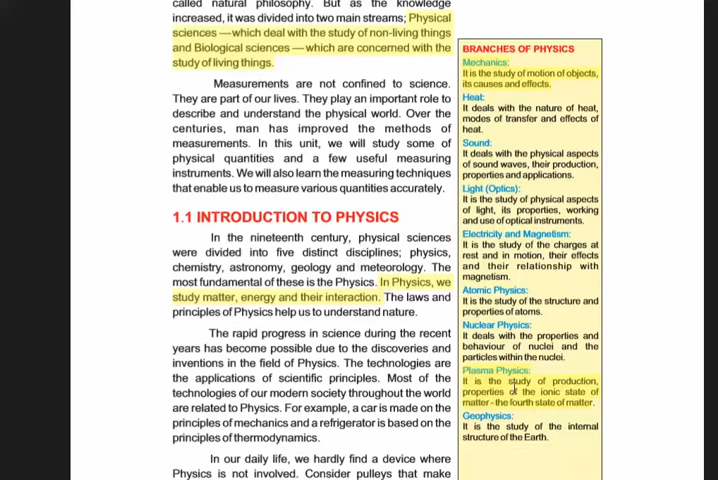 called natural philosophy. But as the knowledge
increased, it was divided into two main streams; Physical
sciences — which deal with the study of non-living things
and Biological sciences — which are concerned with the
study of living things.
Measurements are not confined to science.
They are part of our lives. They play an important role to
describe and understand the physical world. Over the
centuries, man has improved the methods of
measurements. In this unit, we will study some of
physical quantities and a few useful measuring
instruments. We will also learn the measuring techniques
that enable us to measure various quantities accurately.
1.1 INTRODUCTION TO PHYSICS
In the nineteenth century, physical sciences
were divided into five distinct disciplines; physics,
chemistry, astronomy, geology and meteorology. The
most fundamental of these is the Physics. In Physics, we
study matter, energy and their interaction. The laws and
principles of Physics help us to understand nature.
The rapid progress in science during the recent
years has become possible due to the discoveries and
inventions in the field of Physics. The technologies are
the applications of scientific principles. Most of the
technologies of our modern society throughout the world
are related to Physics. For example, a car is made on the
principles of mechanics and a refrigerator is based on the
principles of thermodynamics.
In our daily life, we hardly find a device where
Physics is not involved. Consider pulleys that make
BRANCHES OF PHYSICS
Mechanics:
It is the study of motion of objects,
its causes and effects.
Heat:
It deals with the nature of heat,
modes of transfer and effects of
heat.
Sound:
It deals with the physical aspects
of sound waves, their production,
properties and applications.
Light (Optics):
It is the study of physical aspects
of light, its properties, working
and use of optical instruments.
Electricity and Magnetism:
It is the study of the charges at
rest and in motion, their effects
and their relationship with
magnetism.
Atomic Physics:
It is the study of the structure and
properties of atoms.
Nuclear Physics:
It deals with the properties and
behaviour of nuclei and the
particles within the nuclei.
Plasma Physics:
It is the study of production,
properties of the ionic state of
matter - the fourth state of matter.
Geophysics:
It is the study of the internal
structure of the Earth.